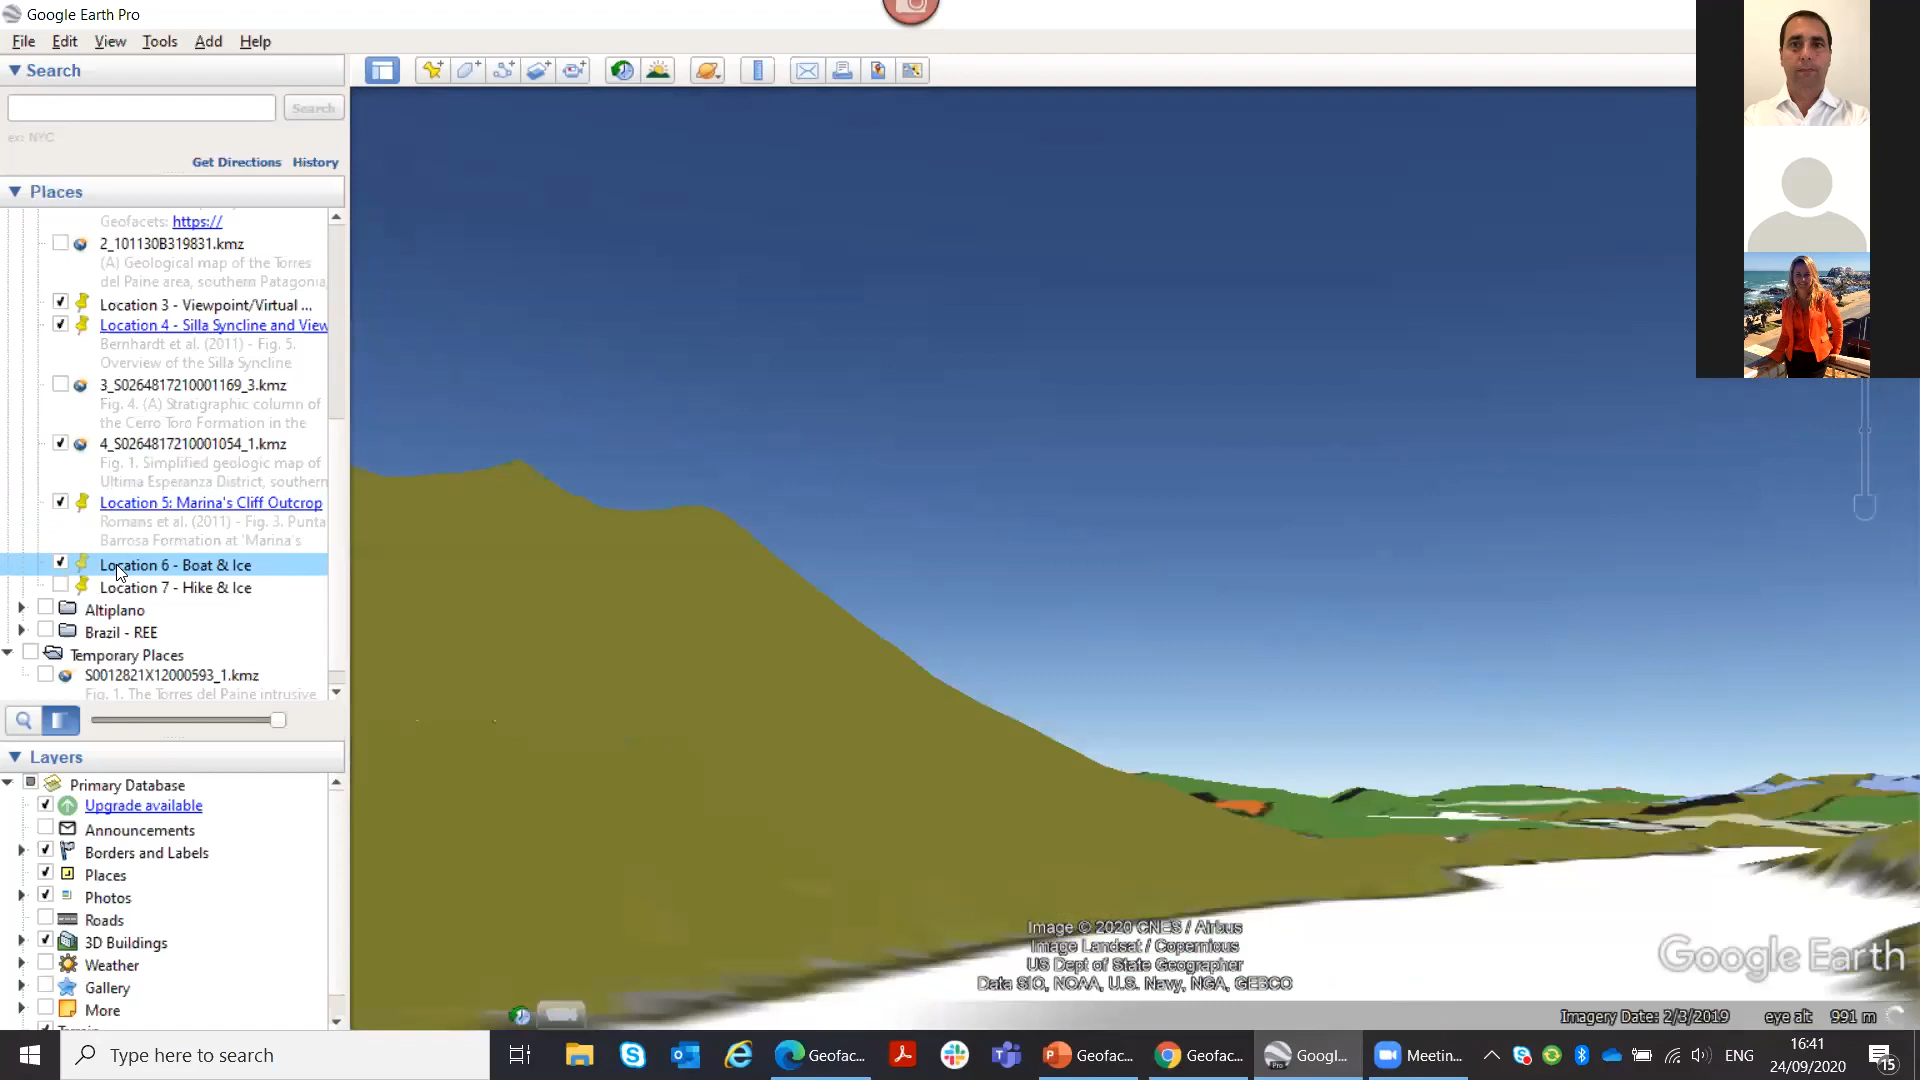 Google Earth Pro
File Edit View Tools Add Help
Search
Search
ex: NYC
Get Directions History
Places
Geofacets: https://
2_101130B319831.kmz
(A) Geological map of the Torres
del Paine area, southern Patagonia,
Location 3 - Viewpoint/Virtual ...
Location 4 - Silla Syncline and View
Bernhardt et al. (2011) - Fig. 5.
Overview of the Silla Syncline
3_S0264817210001169_3.kmz
Fig. 4. (A) Stratigraphic column of
the Cerro Toro Formation in the
4_S0264817210001054_1.kmz
Fig. 1. Simplified geologic map of
Ultima Esperanza District, southern
Location 5: Marina's Cliff Outcrop
Romans et al. (2011) - Fig. 3. Punta
Barrosa Formation at 'Marina's
Location 6 - Boat & Ice
Location 7 - Hike & Ice
Altiplano
Brazil - REE
Temporary Places
S0012821X12000593_1.kmz
Fig. 1. The Torres del Paine intrusive
Layers
Primary Database
Upgrade available
Announcements
Borders and Labels
Places
Photos
Roads
3D Buildings
Weather
Gallery
More
Terrain
Image © 2020 CNES / Airbus
Image Landsat / Copernicus
US Dept of State Geographer
Data SIO, NOAA, U.S. Navy, NGA, GEBCO
Google Earth
Imagery Date: 2/3/2019 eye alt 991 m
Type here to search
Geofac...
Geofac...
Geofac...
Googl...
Meetin...
ENG
16:41
24/09/2020
15